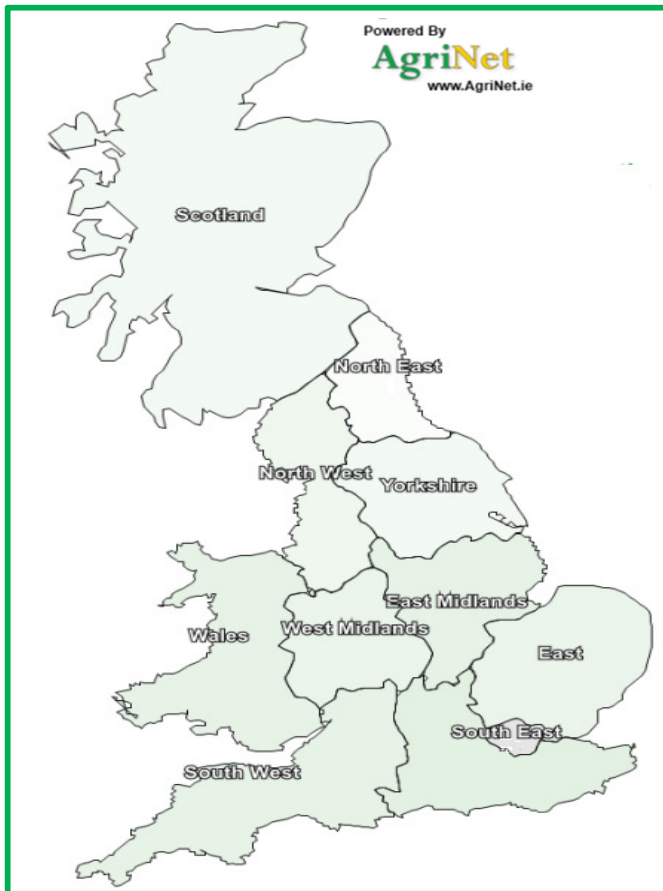 Powered By
AgriNet
www.AgriNet.ie
Scotland
North East
North West
Yorkshire
East Midlands
West Midlands
Wales
East
South East
South West